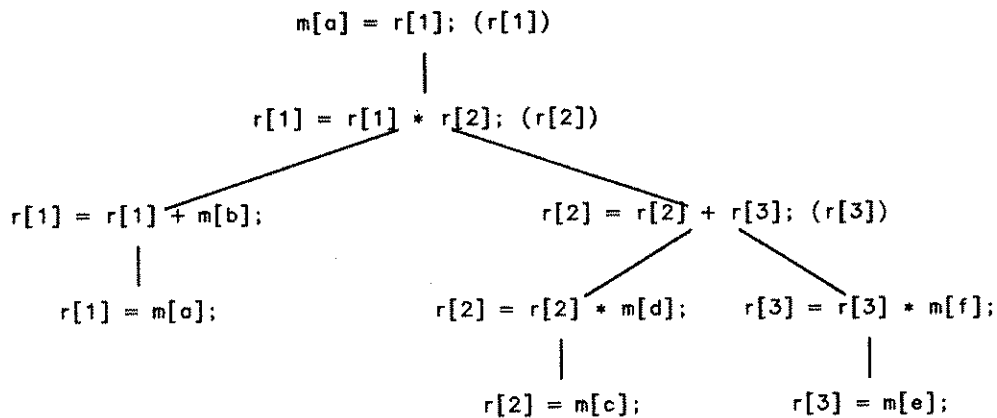 m[a] = r[1]; (r[1])
r[1] = r[1] * r[2]; (r[2])
r[1] = r[1] + m[b];
r[2] = r[2] + r[3]; (r[3])
r[1] = m[a];
r[2] = r[2] * m[d];
r[3] = r[3] * m[f];
r[2] = m[c];
r[3] = m[e];